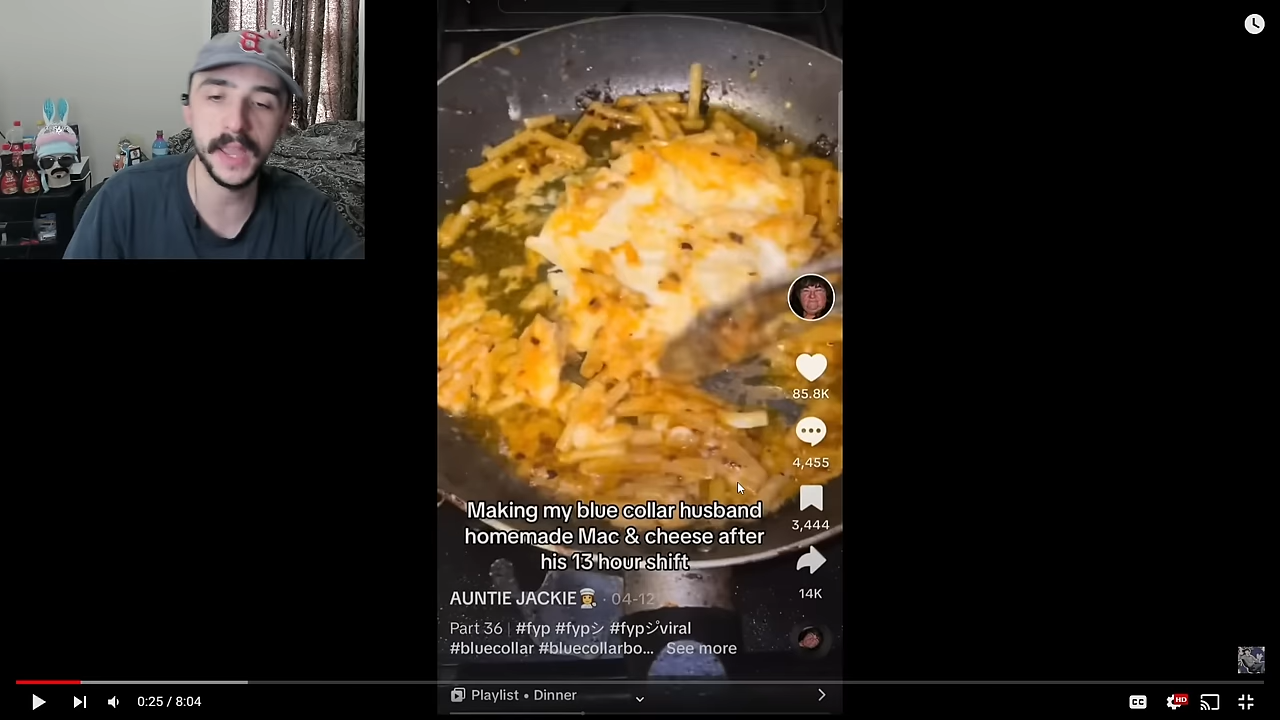 B
85.8K
4,455
3,444
14K
Making my blue collar husband
homemade Mac & cheese after
his 13 hour shift
AUNTIE JACKIE👩‍🍳 · 04-12
Part 36 | #fyp #fypシ #fypシviral
#bluecollar #bluecollarbo... See more
Playlist • Dinner
0:25 / 8:04
CC
HD